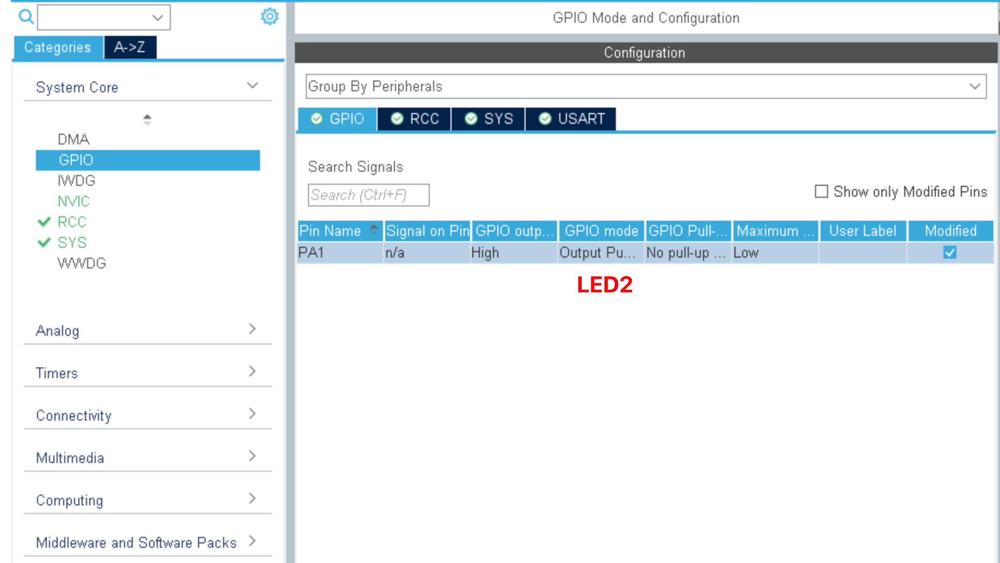 GPIO Mode and Configuration
Categories A->Z
Configuration
System Core
Group By Peripherals
GPIO RCC SYS USART
DMA
GPIO
IWDG
NVIC
RCC
SYS
WWDG
Search Signals
Search (Ctrl+F)
Show only Modified Pins
Pin Name Signal on Pin GPIO outp... GPIO mode GPIO Pull-... Maximum ... User Label Modified
PA1 n/a High Output Pu... No pull-up ... Low
LED2
Analog
Timers
Connectivity
Multimedia
Computing
Middleware and Software Packs